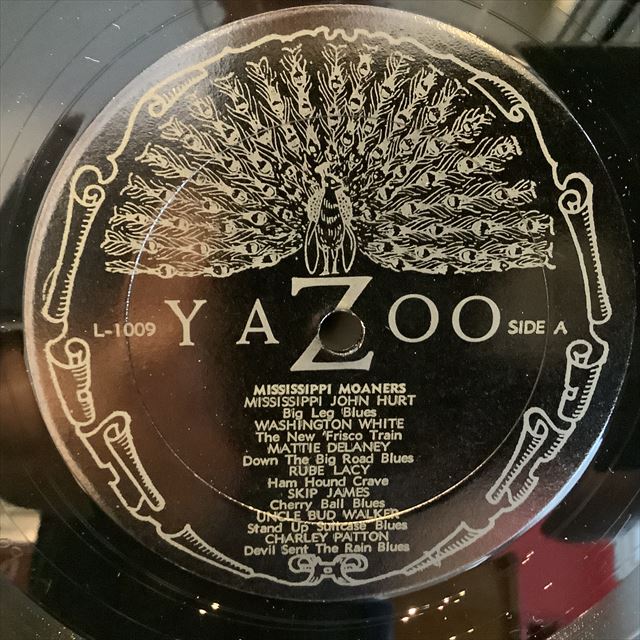 L-1009 YAZOO SIDE A
MISSISSIPPI MOANERS
MISSISSIPPI JOHN HURT
Big Leg Blues
WASHINGTON WHITE
The New 'Frisco Train
MATTIE DELANEY
Down The Big Road Blues
RUBE LACY
Ham Hound Crave
SKIP JAMES
Cherry Ball Blues
UNCLE BUD WALKER
Stand Up Suitcase Blues
CHARLEY PATTON
Devil Sent The Rain Blues